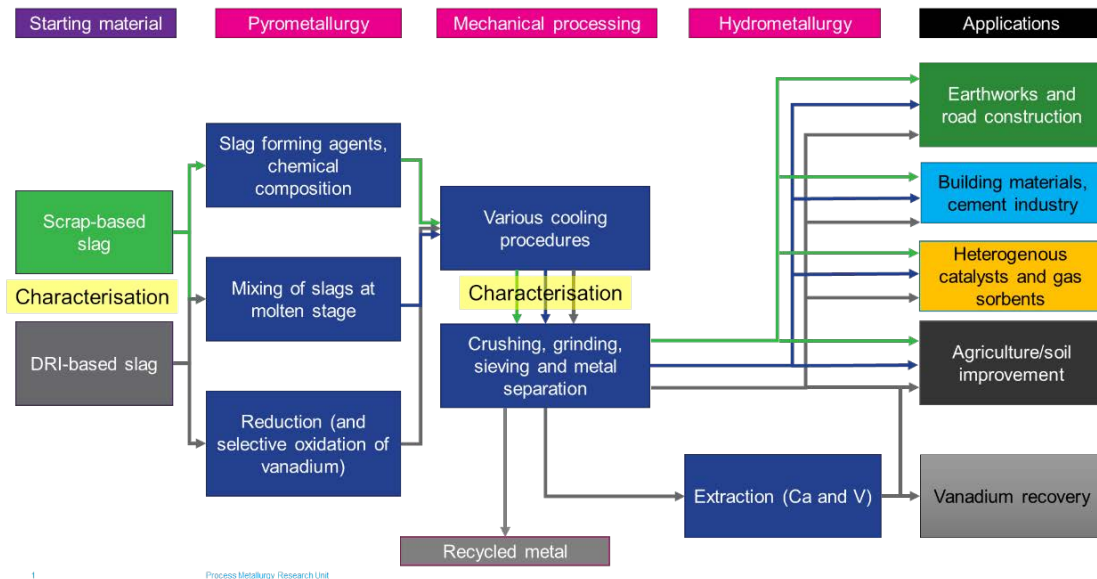 Starting material
Pyrometallurgy
Mechanical processing
Hydrometallurgy
Applications
Scrap-based
slag
Characterisation
DRI-based slag
Slag forming agents,
chemical
composition
Mixing of slags at
molten stage
Reduction (and
selective oxidation of
vanadium)
Various cooling
procedures
Characterisation
Crushing, grinding,
sieving and metal
separation
Recycled metal
Extraction (Ca and V)
Earthworks and
road construction
Building materials,
cement industry
Heterogenous
catalysts and gas
sorbents
Agriculture/soil
improvement
Vanadium recovery
1
Process Metallurgy Research Unit